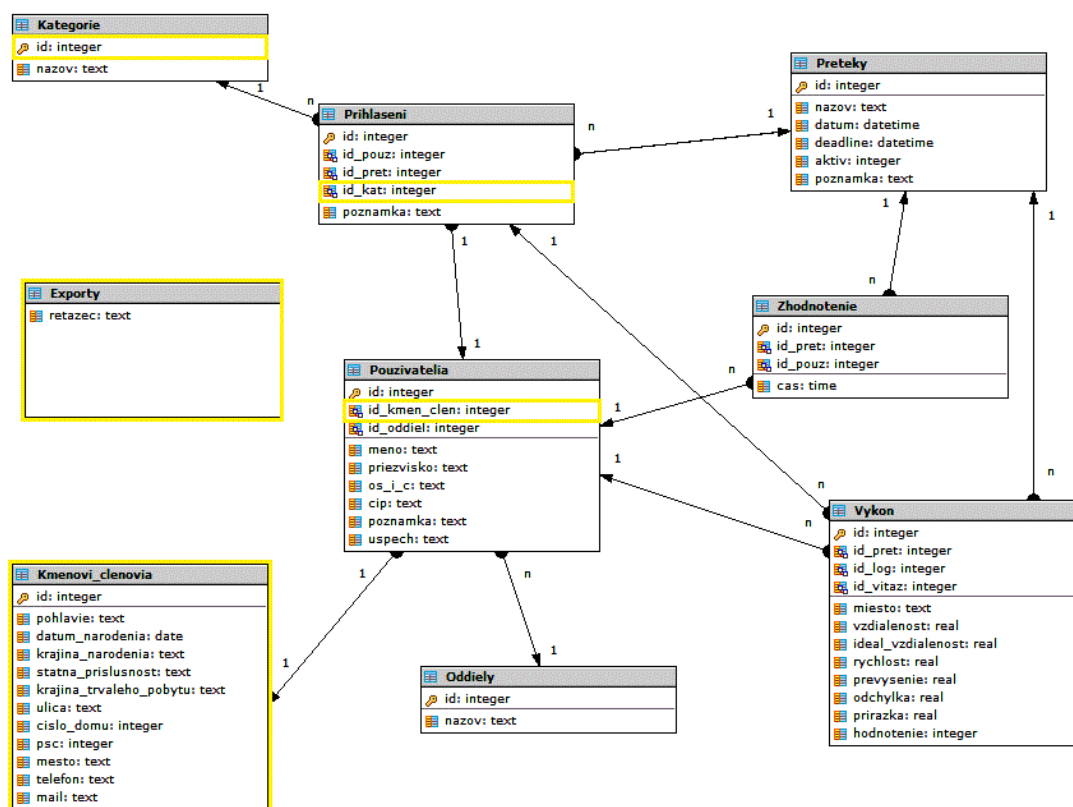 Kategorie
id: integer
nazov: text
1
n
Prihlaseni
id: integer
id_pouz: integer
id_pret: integer
id_kat: integer
poznamka: text
n
1
Preteky
id: integer
nazov: text
datum: datetime
deadline: datetime
aktiv: integer
poznamka: text
1
1
1
1
n
Exporty
retazec: text
Zhodnotenie
id: integer
id_pret: integer
id_pouz: integer
cas: time
n
1
1
Pouzivatelia
id: integer
id_kmen_clen: integer
id_oddiel: integer
meno: text
priezvisko: text
os_i_c: text
cip: text
poznamka: text
uspech: text
1
n
n
n
Vykon
id: integer
id_pret: integer
id_log: integer
id_vitaz: integer
miesto: text
vzdialenost: real
ideal_vzdialenost: real
rychlost: real
prevysenie: real
odchylka: real
prirazka: real
hodnotenie: integer
1
n
1
1
Kmenovi_clenovia
id: integer
pohlavie: text
datum_narodenia: date
krajina_narodenia: text
statna_prislusnost: text
krajina_trvaleho_pobytu: text
ulica: text
cislo_domu: integer
psc: integer
mesto: text
telefon: text
mail: text
Oddiely
id: integer
nazov: text